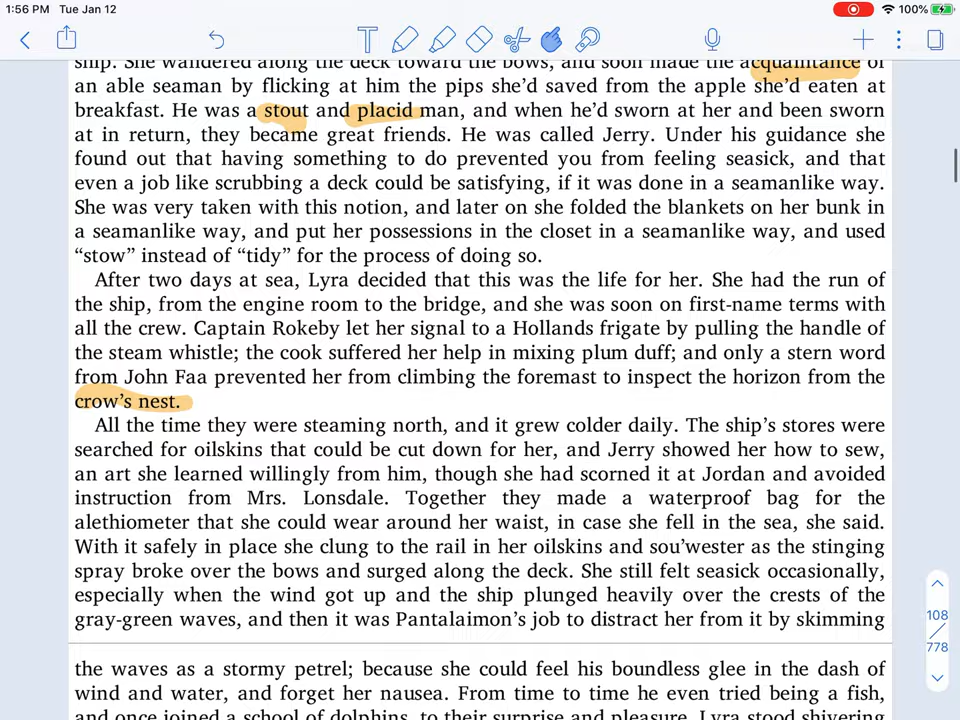 1:56 PM Tue Jan 12
100%
T
ship. She wandered along the deck toward the bows, and soon made the acquaintance of
an able seaman by flicking at him the pips she’d saved from the apple she’d eaten at
breakfast. He was a stout and placid man, and when he’d sworn at her and been sworn
at in return, they became great friends. He was called Jerry. Under his guidance she
found out that having something to do prevented you from feeling seasick, and that
even a job like scrubbing a deck could be satisfying, if it was done in a seamanlike way.
She was very taken with this notion, and later on she folded the blankets on her bunk in
a seamanlike way, and put her possessions in the closet in a seamanlike way, and used
“stow” instead of “tidy” for the process of doing so.
After two days at sea, Lyra decided that this was the life for her. She had the run of
the ship, from the engine room to the bridge, and she was soon on first-name terms with
all the crew. Captain Rokeby let her signal to a Hollands frigate by pulling the handle of
the steam whistle; the cook suffered her help in mixing plum duff; and only a stern word
from John Faa prevented her from climbing the foremast to inspect the horizon from the
crow’s nest.
All the time they were steaming north, and it grew colder daily. The ship’s stores were
searched for oilskins that could be cut down for her, and Jerry showed her how to sew,
an art she learned willingly from him, though she had scorned it at Jordan and avoided
instruction from Mrs. Lonsdale. Together they made a waterproof bag for the
alethiometer that she could wear around her waist, in case she fell in the sea, she said.
With it safely in place she clung to the rail in her oilskins and sou’wester as the stinging
spray broke over the bows and surged along the deck. She still felt seasick occasionally,
especially when the wind got up and the ship plunged heavily over the crests of the
gray-green waves, and then it was Pantalaimon’s job to distract her from it by skimming
108
778
the waves as a stormy petrel; because she could feel his boundless glee in the dash of
wind and water, and forget her nausea. From time to time he even tried being a fish,
and once joined a school of dolphins, to their surprise and pleasure. Lyra stood shivering